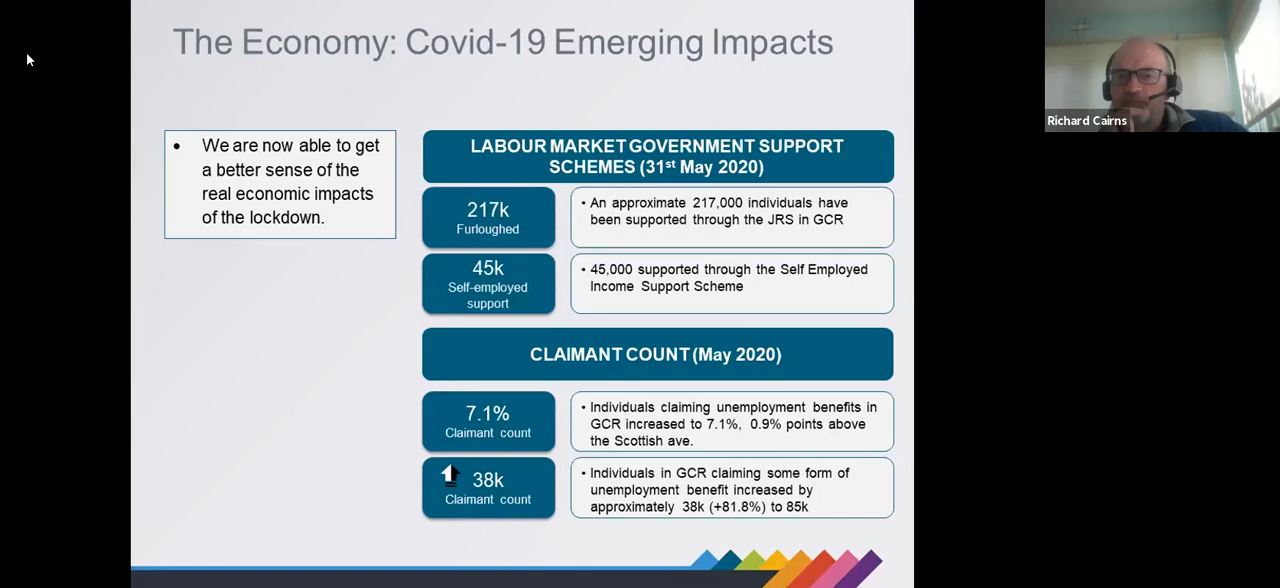 The Economy: Covid-19 Emerging Impacts
Richard Cairns
• We are now able to get
a better sense of the
real economic impacts
of the lockdown.
LABOUR MARKET GOVERNMENT SUPPORT
SCHEMES (31st May 2020)
217k
Furloughed
• An approximate 217,000 individuals have
been supported through the JRS in GCR
45k
Self-employed
support
• 45,000 supported through the Self Employed
Income Support Scheme
CLAIMANT COUNT (May 2020)
7.1%
Claimant count
• Individuals claiming unemployment benefits in
GCR increased to 7.1%, 0.9% points above
the Scottish ave.
38k
Claimant count
• Individuals in GCR claiming some form of
unemployment benefit increased by
approximately 38k (+81.8%) to 85k